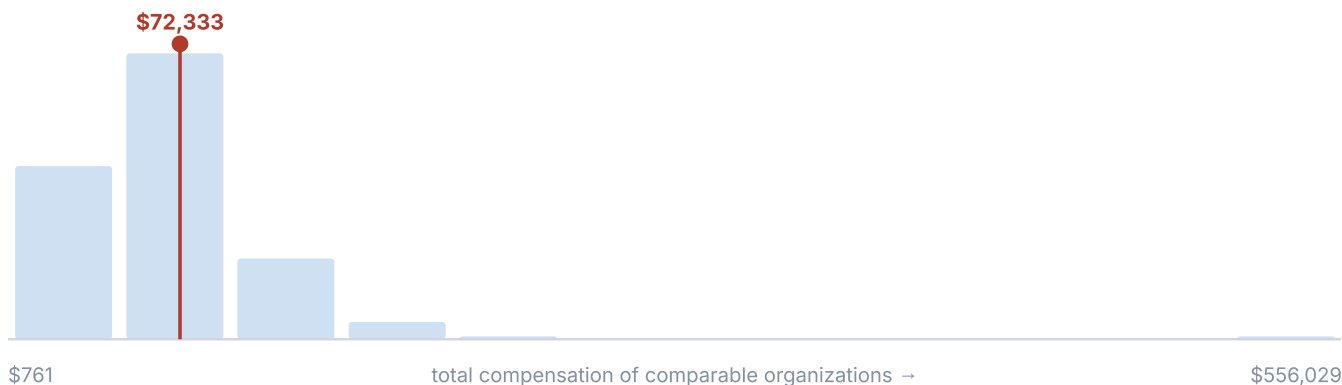 $72,333
$761
total compensation of comparable organizations →
$556,029